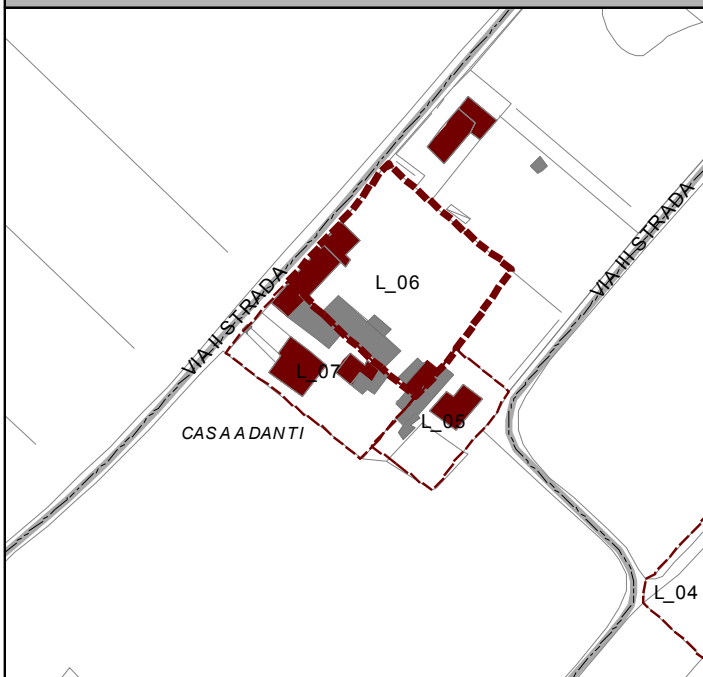 VIA III STRADA
L_06
VIA II STRADA
L_07
L_05
CASA ADANTI
L_04